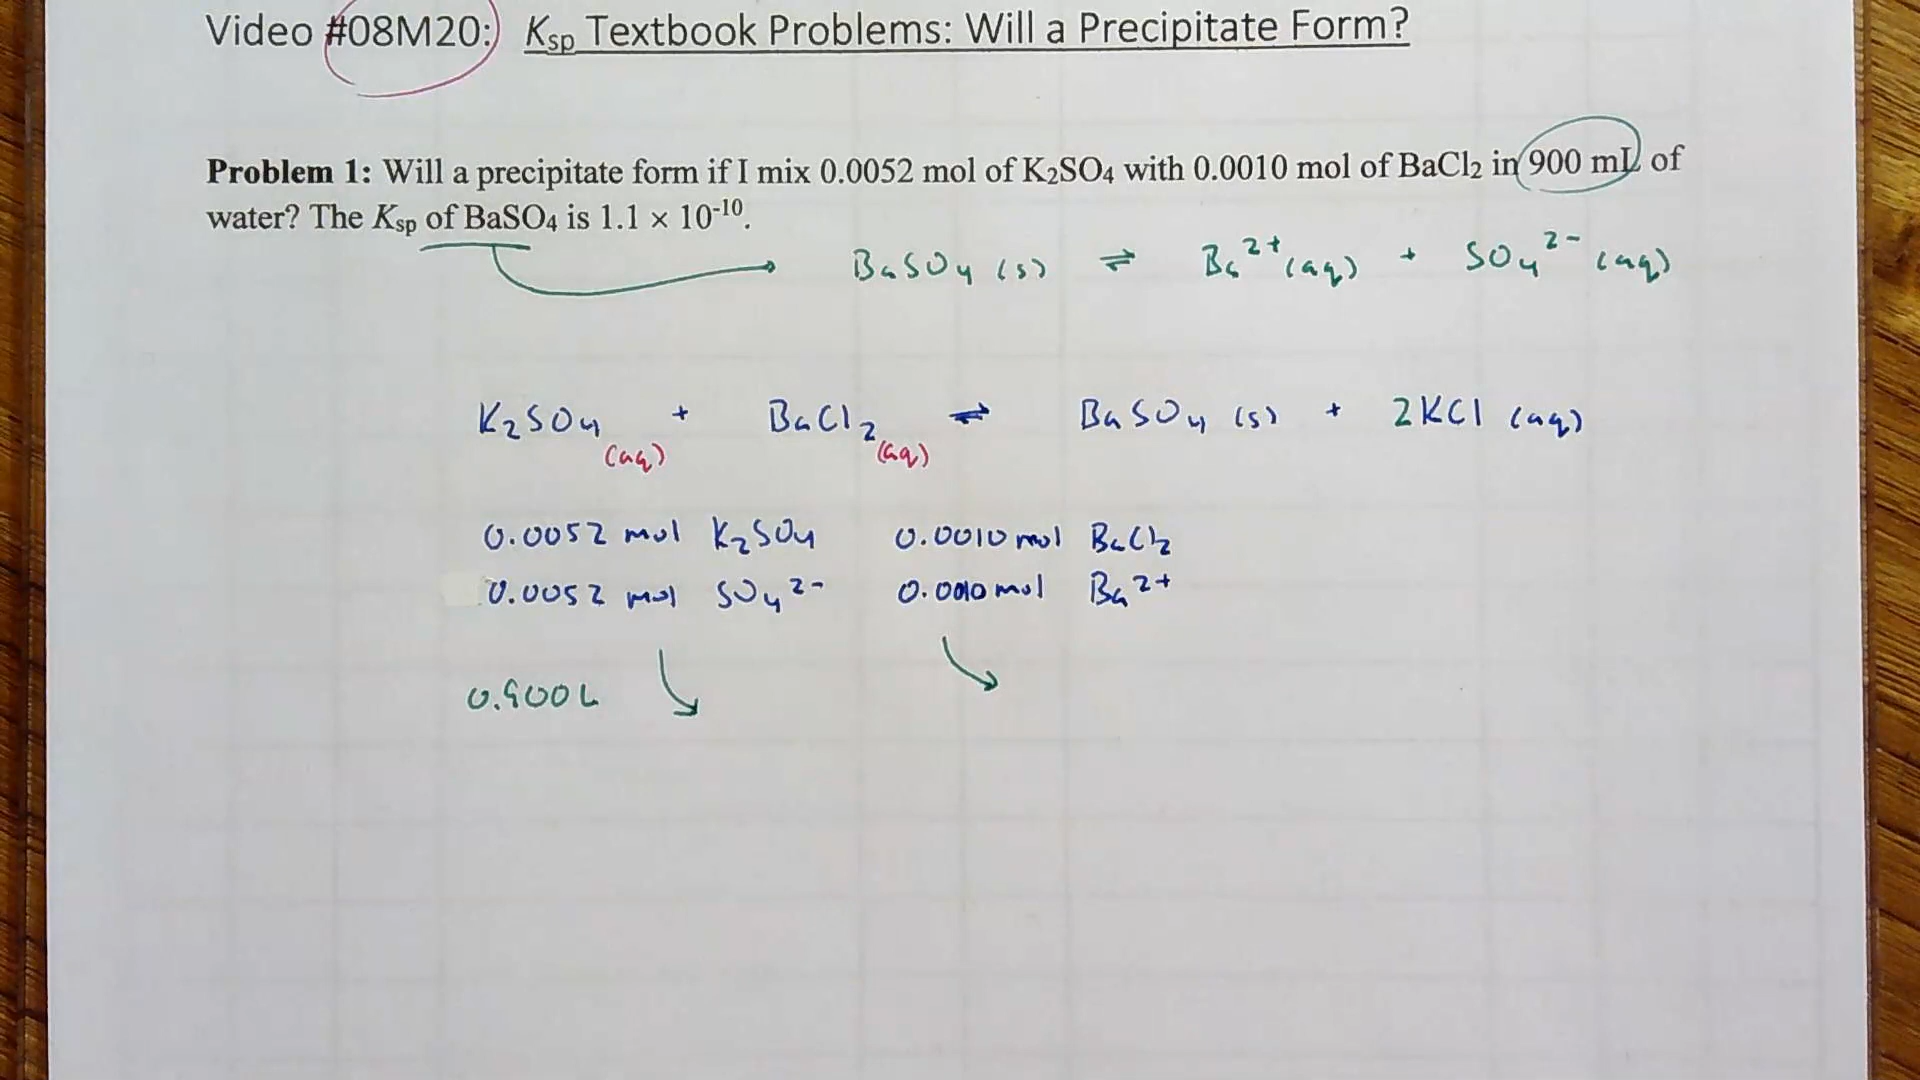 Video #08M20: Ksp Textbook Problems: Will a Precipitate Form?
Problem 1: Will a precipitate form if I mix 0.0052 mol of K₂SO₄ with 0.0010 mol of BaCl₂ in 900 mL of
water? The Ksp of BaSO₄ is 1.1 × 10⁻¹⁰.
BaSO₄ (s) ⇌ Ba²⁺ (aq) + SO₄²⁻ (aq)
K₂SO₄ (aq) + BaCl₂ (aq) ⇌ BaSO₄ (s) + 2KCl (aq)
0.0052 mol K₂SO₄ 0.0010 mol BaCl₂
0.0052 mol SO₄²⁻ 0.0010 mol Ba²⁺
0.900L